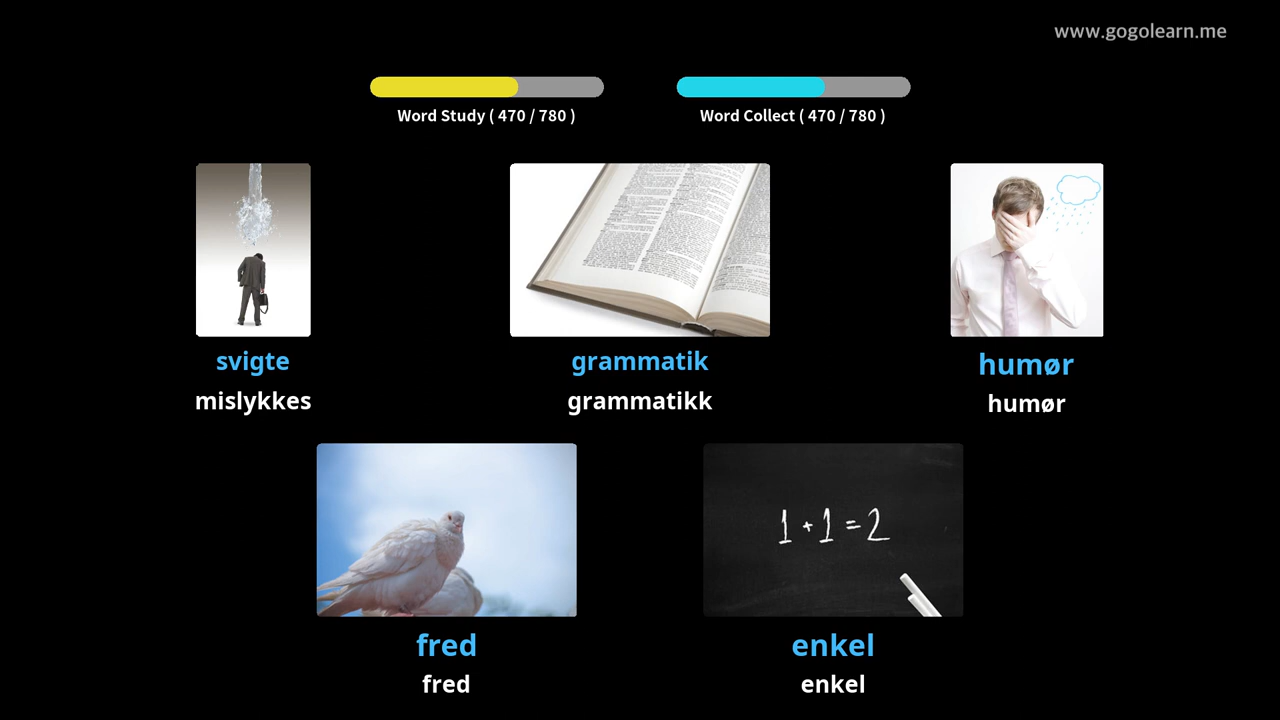 www.gogolearn.me
Word Study ( 470 / 780 )
Word Collect ( 470 / 780 )
svigte
mislykkes
grammatik
grammatikk
humør
humør
1 + 1 = 2
fred
fred
enkel
enkel